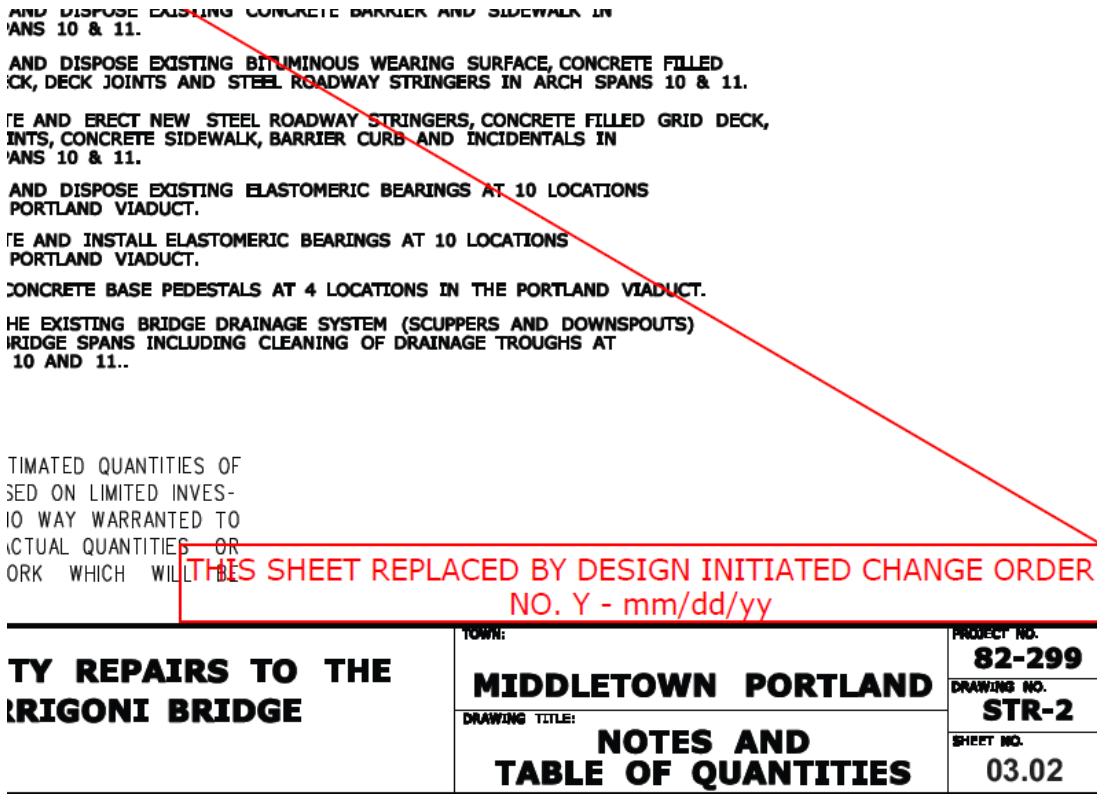 AND DISPOSE EXISTING CONCRETE BARRIER AND SIDEWALK IN
PANS 10 & 11.
AND DISPOSE EXISTING BITUMINOUS WEARING SURFACE, CONCRETE FILLED
ECK, DECK JOINTS AND STEEL ROADWAY STRINGERS IN ARCH SPANS 10 & 11.
TE AND ERECT NEW STEEL ROADWAY STRINGERS, CONCRETE FILLED GRID DECK,
INTS, CONCRETE SIDEWALK, BARRIER CURB AND INCIDENTALS IN
PANS 10 & 11.
AND DISPOSE EXISTING ELASTOMERIC BEARINGS AT 10 LOCATIONS
PORTLAND VIADUCT.
TE AND INSTALL ELASTOMERIC BEARINGS AT 10 LOCATIONS
PORTLAND VIADUCT.
CONCRETE BASE PEDESTALS AT 4 LOCATIONS IN THE PORTLAND VIADUCT.
HE EXISTING BRIDGE DRAINAGE SYSTEM (SCUPPERS AND DOWNSPOUTS)
BRIDGE SPANS INCLUDING CLEANING OF DRAINAGE TROUGHS AT
10 AND 11..
TIMATED QUANTITIES OF
SED ON LIMITED INVES-
NO WAY WARRANTED TO
ACTUAL QUANTITIES OR
ORK WHICH WILL BE
THIS SHEET REPLACED BY DESIGN INITIATED CHANGE ORDER
NO. Y - mm/dd/yy
TY REPAIRS TO THE
RRIGONI BRIDGE
TOWN:
MIDDLETOWN PORTLAND
DRAWING TITLE:
NOTES AND
TABLE OF QUANTITIES
PROJECT NO.
82-299
DRAWING NO.
STR-2
SHEET NO.
03.02